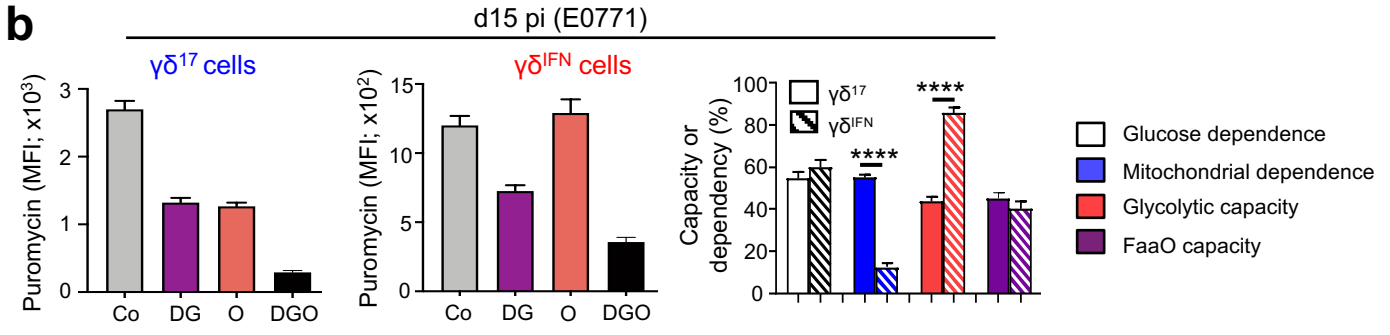 b
d15 pi (E0771)
γδ17 cells
Puromycin (MFI; x10³)
3
2
1
0
Co DG O DGO
γδIFN cells
Puromycin (MFI; x10²)
15
10
5
0
Co DG O DGO
Capacity or
dependency (%)
100
80
60
40
20
0
γδ17
γδIFN
****
****
Glucose dependence
Mitochondrial dependence
Glycolytic capacity
FaaO capacity